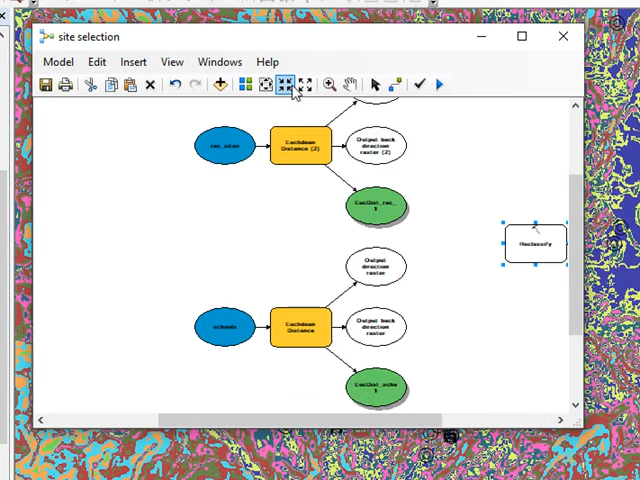 site selection
Model Edit Insert View Windows Help
rec_sites
Euclidean
Distance (2)
Output back
direction
raster (2)
EucDist_rec_
1
Reclassify
Output
direction
raster
schools
Euclidean
Distance
Output back
direction
raster
EucDist_scho
1